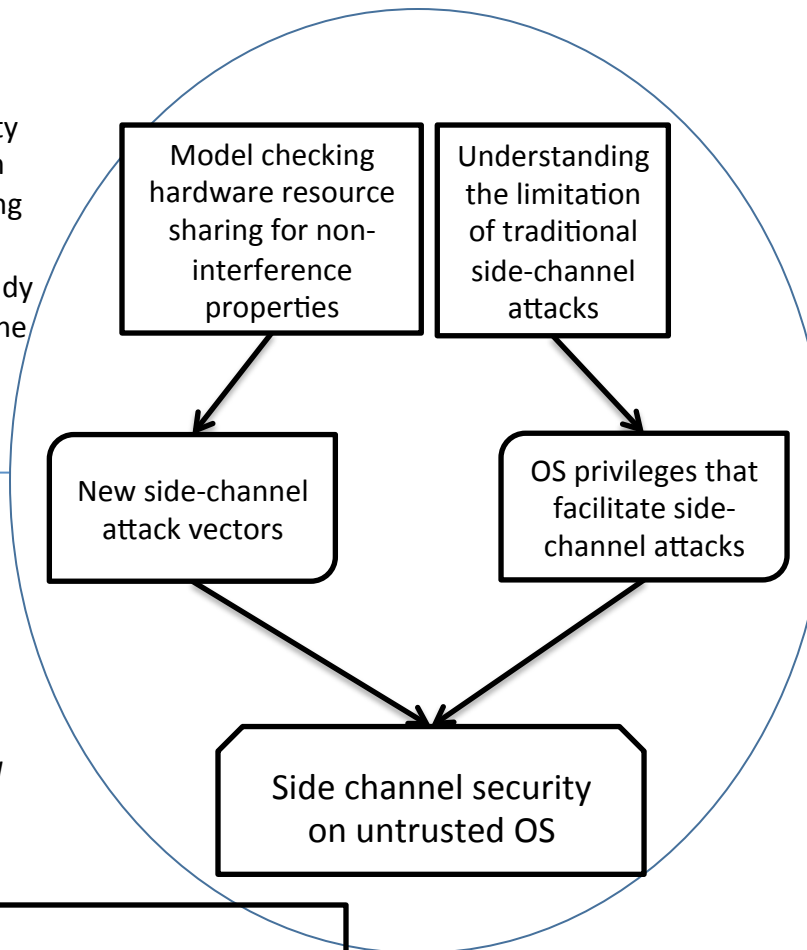 Model checking
hardware resource
sharing for non-
interference
properties
Understanding
the limitation
of traditional
side-channel
attacks
New side-channel
attack vectors
OS privileges that
facilitate side-
channel attacks
Side channel security
on untrusted OS